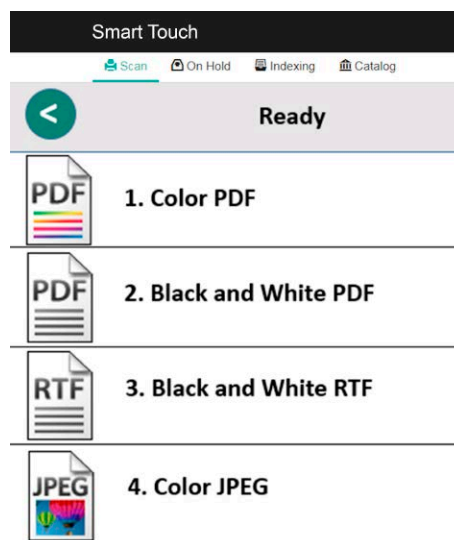 Smart Touch
Scan On Hold Indexing Catalog
< Ready
PDF 1. Color PDF
PDF 2. Black and White PDF
RTF 3. Black and White RTF
JPEG 4. Color JPEG